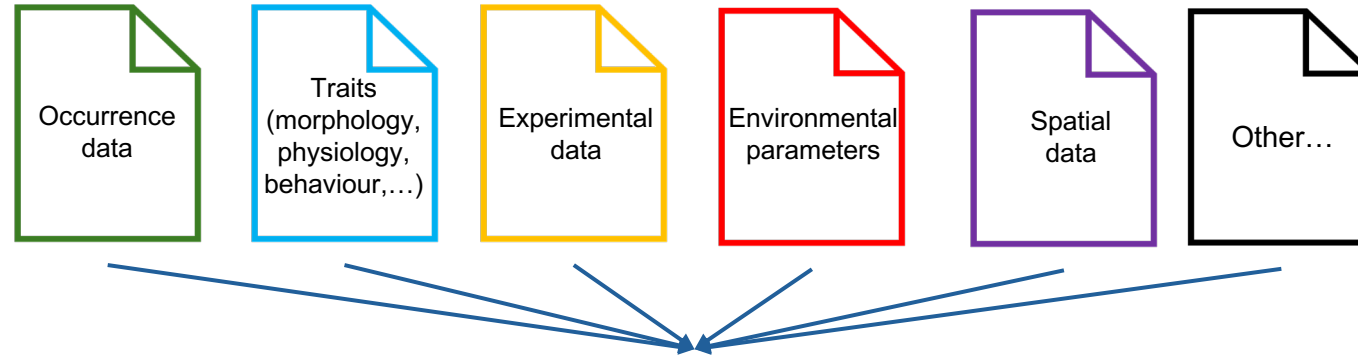 Occurrence
data
Traits
(morphology,
physiology,
behaviour,…)
Experimental
data
Environmental
parameters
Spatial
data
Other…